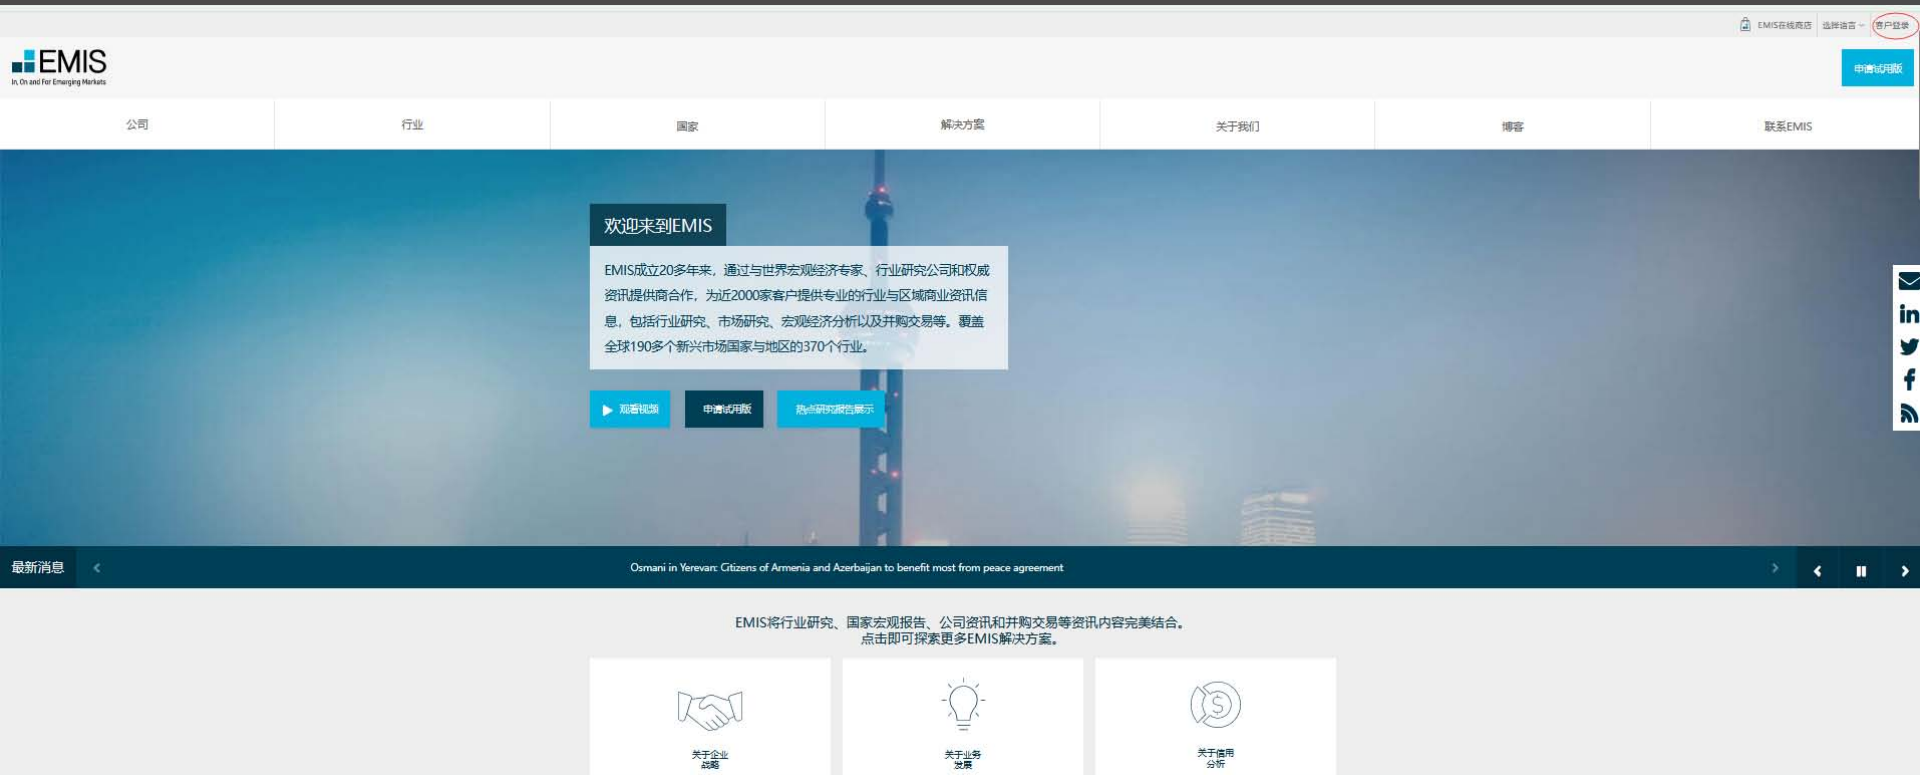 EMIS在线商店 选择语言 客户登录
EMIS
In, On and For Emerging Markets
申请试用版
公司 行业 国家 解决方案 关于我们 博客 联系EMIS
欢迎来到EMIS
EMIS成立20多年来，通过与世界宏观经济专家、行业研究公司和权威
资讯提供商合作，为近2000家客户提供专业的行业与区域商业资讯信
息，包括行业研究、市场研究、宏观经济分析以及并购交易等。覆盖
全球190多个新兴市场国家与地区的370个行业。
观看视频 申请试用版 热点研究报告展示
最新消息 Osmani in Yerevan: Citizens of Armenia and Azerbaijan to benefit most from peace agreement
EMIS将行业研究、国家宏观报告、公司资讯和并购交易等资讯内容完美结合。
点击即可探索更多EMIS解决方案。
关于企业
战略
关于业务
发展
关于信用
分析